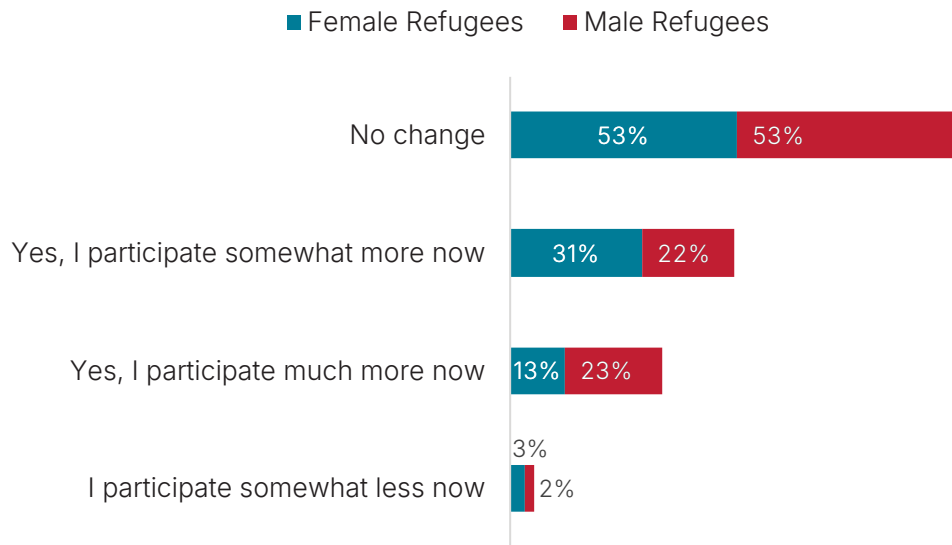 Female Refugees Male Refugees
No change 53% 53%
Yes, I participate somewhat more now 31% 22%
Yes, I participate much more now 13% 23%
3%
I participate somewhat less now 2%